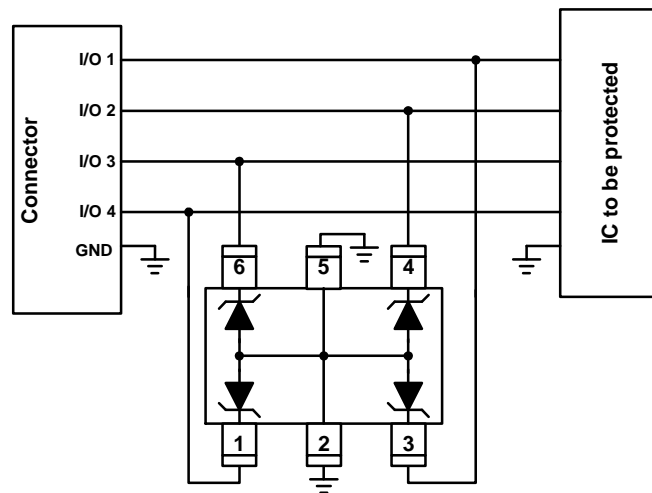 Connector
I/O 1
I/O 2
I/O 3
I/O 4
GND
IC to be protected
6
5
4
1
2
3